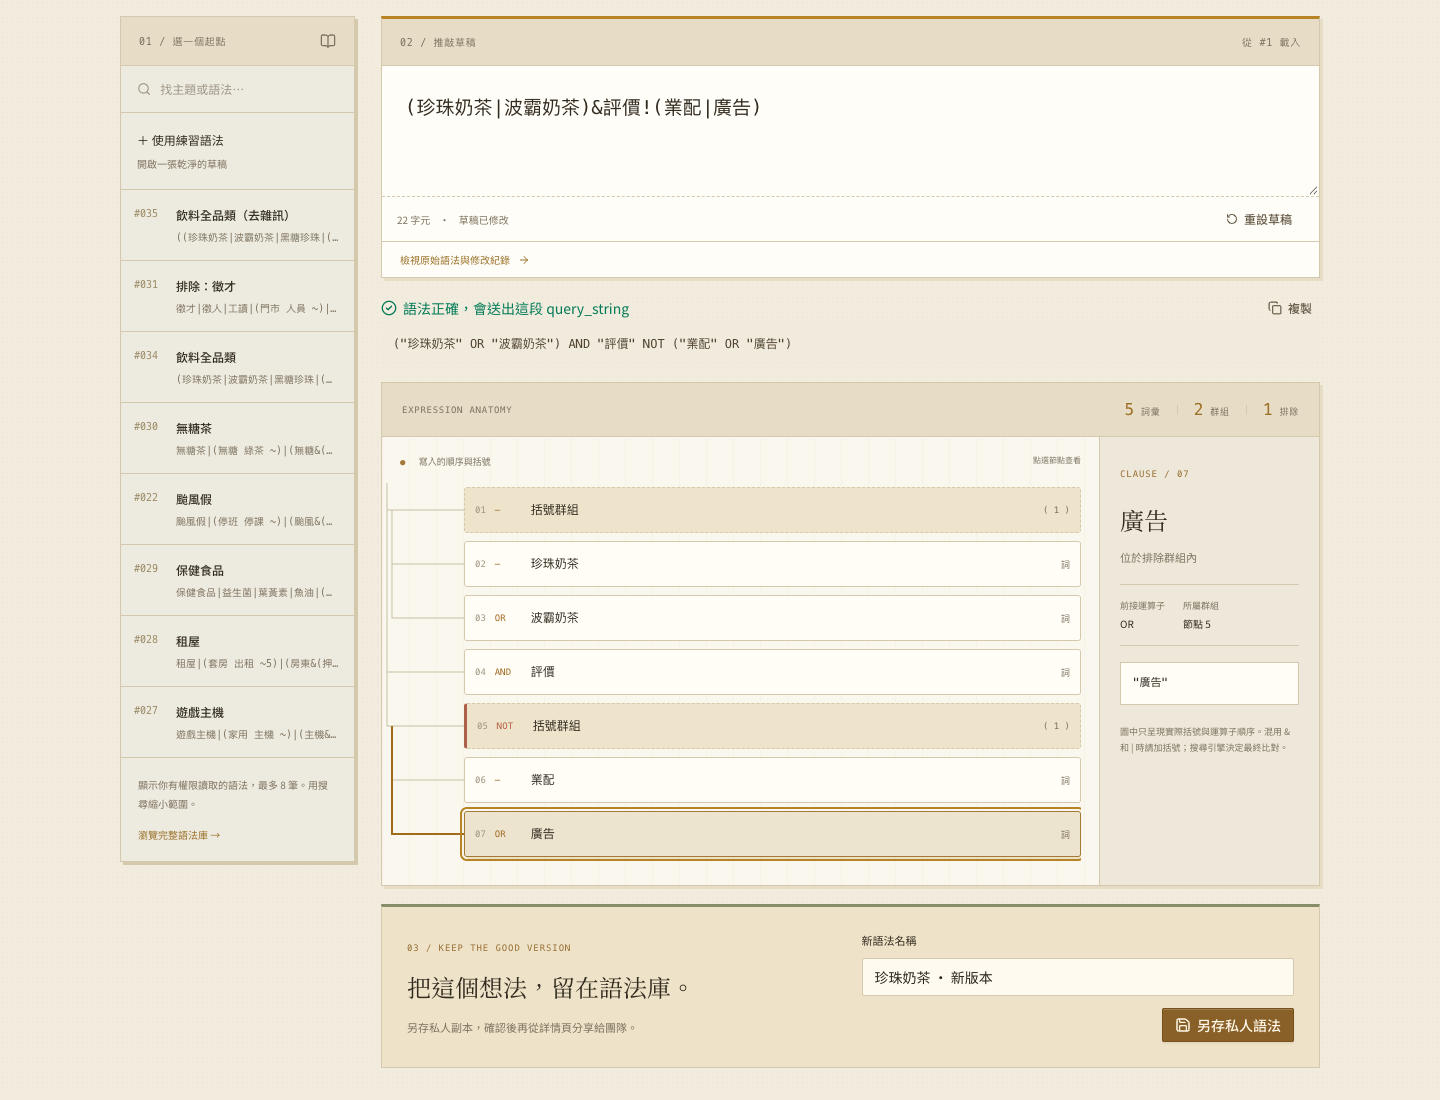 01 / 選一個起點
找主題或語法…
＋ 使用練習語法
開啟一張乾淨的草稿
#035 飲料全品類（去雜訊）
((珍珠奶茶|波霸奶茶|黑糖珍珠|(…
#031 排除：徵才
徵才|徵人|工讀|(門市 人員 ~)|…
#034 飲料全品類
(珍珠奶茶|波霸奶茶|黑糖珍珠|(…
#030 無糖茶
無糖茶|(無糖 綠茶 ~)|(無糖&(…
#022 颱風假
颱風假|(停班 停課 ~)|(颱風&(…
#029 保健食品
保健食品|益生菌|葉黃素|魚油|(…
#028 租屋
租屋|(套房 出租 ~5)|(房東&(押…
#027 遊戲主機
遊戲主機|(家用 主機 ~)|(主機&…
顯示你有權限讀取的語法，最多 8 筆。用搜
尋縮小範圍。
瀏覽完整語法庫 →
02 / 推敲草稿
從 #1 載入
(珍珠奶茶|波霸奶茶)&評價!(業配|廣告)
22 字元 · 草稿已修改
重設草稿
檢視原始語法與修改紀錄 →
語法正確，會送出這段 query_string
複製
("珍珠奶茶" OR "波霸奶茶") AND "評價" NOT ("業配" OR "廣告")
EXPRESSION ANATOMY
5 詞彙
2 群組
1 排除
寫入的順序與括號
點選節點查看
01 — 括號群組 ( 1 )
02 — 珍珠奶茶 詞
03 OR 波霸奶茶 詞
04 AND 評價 詞
05 NOT 括號群組 ( 1 )
06 — 業配 詞
07 OR 廣告 詞
CLAUSE / 07
廣告
位於排除群組內
前接運算子 所屬群組
OR 節點 5
"廣告"
圖中只呈現實際括號與運算子順序。混用 &
和 | 時請加括號；搜尋引擎決定最終比對。
03 / KEEP THE GOOD VERSION
把這個想法，留在語法庫。
另存私人副本，確認後再從詳情頁分享給團隊。
新語法名稱
珍珠奶茶 · 新版本
另存私人語法